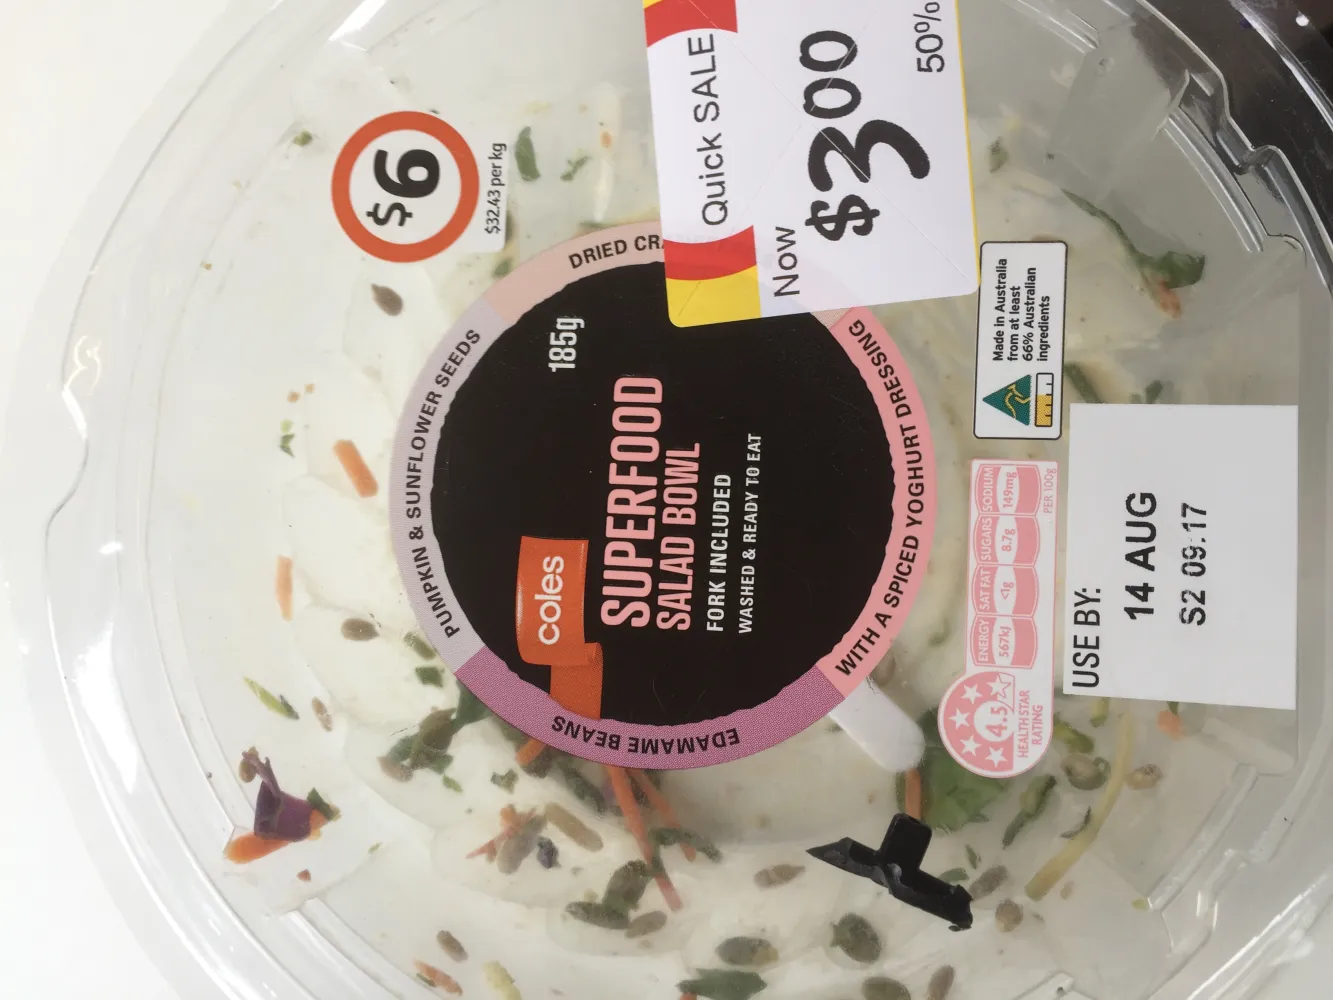 $6
$32.43 per kg
Quick SALE
Now
$3.00
50%
DRIED
PUMPKIN & SUNFLOWER SEEDS
EDAMAME BEANS
WITH A SPICED YOGHURT DRESSING
185g
coles
SUPERFOOD
SALAD BOWL
FORK INCLUDED
WASHED & READY TO EAT
Made in Australia
from at least
66% Australian
ingredients
4.5
HEALTH STAR
RATING
ENERGY
567kJ
SAT FAT
<1g
SUGARS
8.7g
SODIUM
149mg
PER 100g
USE BY:
14 AUG
S2 09:17